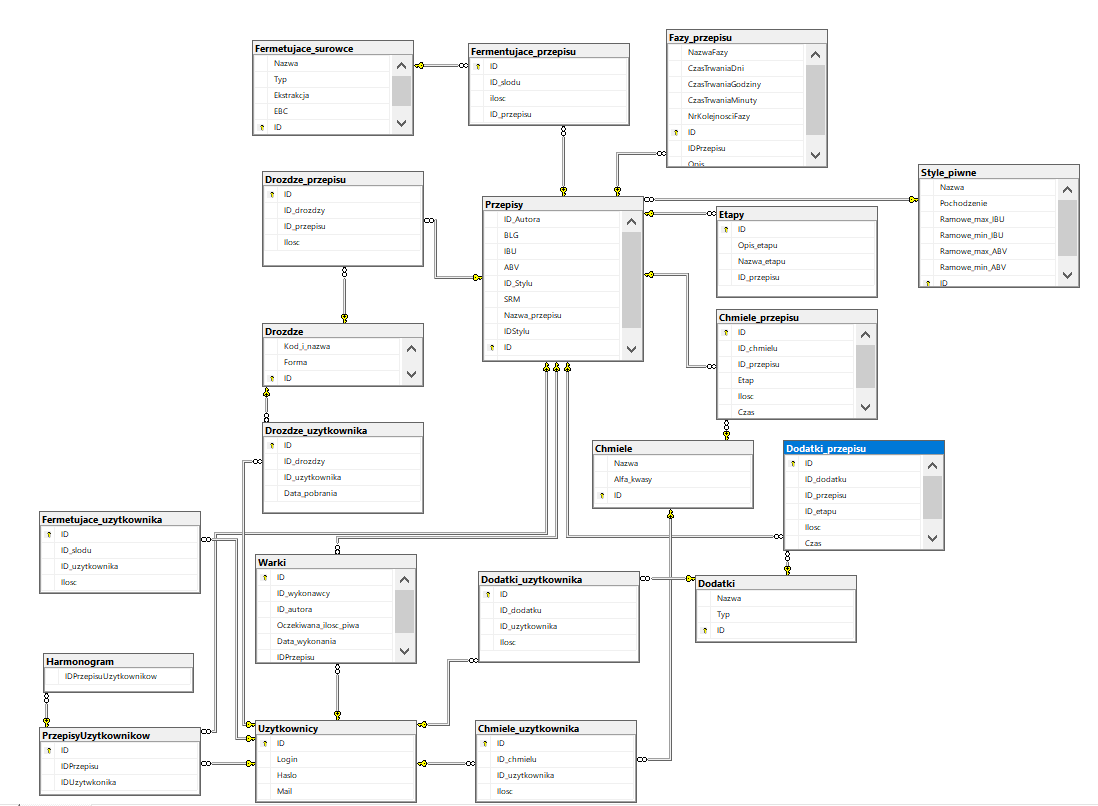 Fermetujace_surowce
Nazwa
Typ
Ekstrakcja
EBC
ID
Fermentujace_przepisu
ID
ID_slodu
ilosc
ID_przepisu
Fazy_przepisu
NazwaFazy
CzasTrwaniaDni
CzasTrwaniaGodziny
CzasTrwaniaMinuty
NrKolejnosciFazy
ID
IDPrzepisu
Opis
Drozdze_przepisu
ID
ID_drozdzy
ID_przepisu
Ilosc
Przepisy
ID_Autora
BLG
IBU
ABV
ID_Stylu
SRM
Nazwa_przepisu
IDStylu
ID
Etapy
ID
Opis_etapu
Nazwa_etapu
ID_przepisu
Style_piwne
Nazwa
Pochodzenie
Ramowe_max_IBU
Ramowe_min_IBU
Ramowe_max_ABV
Ramowe_min_ABV
ID
Drozdze
Kod_i_nazwa
Forma
ID
Chmiele_przepisu
ID
ID_chmielu
ID_przepisu
Etap
Ilosc
Czas
Drozdze_uzytkownika
ID
ID_drozdzy
ID_uzytkownika
Data_pobrania
Chmiele
Nazwa
Alfa_kwasy
ID
Dodatki_przepisu
ID
ID_dodatku
ID_przepisu
ID_etapu
Ilosc
Czas
Fermetujace_uzytkownika
ID
ID_slodu
ID_uzytkownika
Ilosc
Warki
ID
ID_wykonawcy
ID_autora
Oczekiwana_ilosc_piwa
Data_wykonania
IDPrzepisu
Dodatki_uzytkownika
ID
ID_dodatku
ID_uzytkownika
Ilosc
Dodatki
Nazwa
Typ
ID
Harmonogram
IDPrzepisuUzytkownikow
PrzepisyUzytkownikow
ID
IDPrzepisu
IDUzytwkonika
Uzytkownicy
ID
Login
Haslo
Mail
Chmiele_uzytkownika
ID
ID_chmielu
ID_uzytkownika
Ilosc